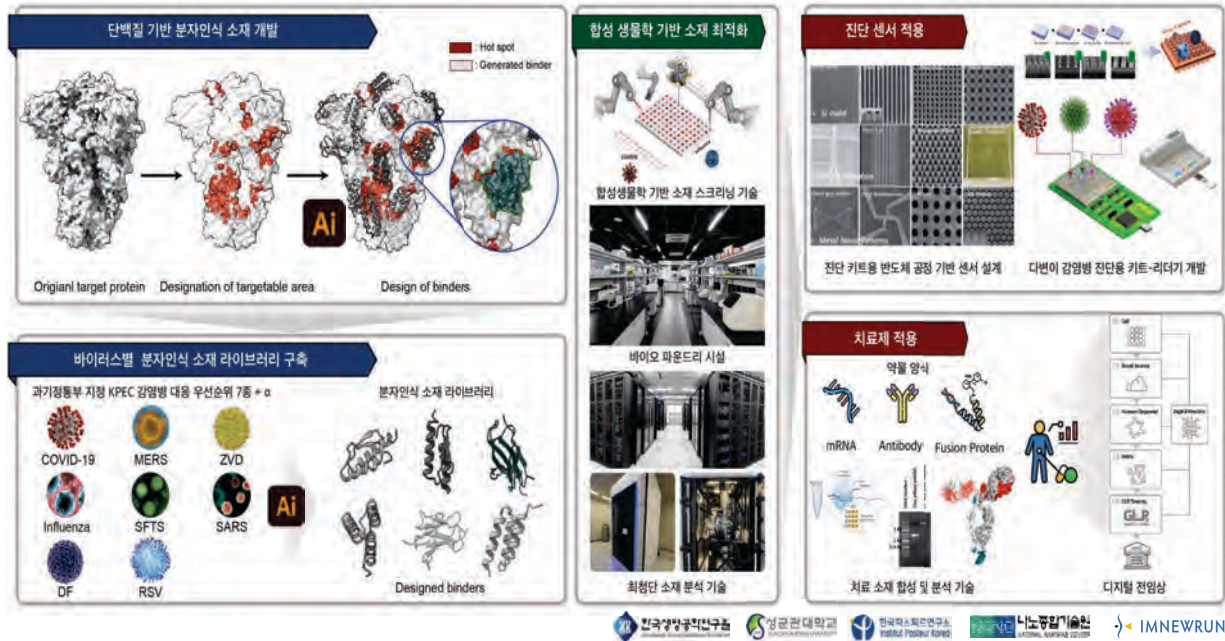 단백질 기반 분자인식 소재 개발
: Hot spot
: Generated binder
Ai
Origianl target protein
Designation of targetable area
Design of binders
바이러스별 분자인식 소재 라이브러리 구축
과기정통부 지정 KPEC 감염병 대응 우선순위 7종 + α
분자인식 소재 라이브러리
COVID-19
MERS
ZVD
Influenza
SFTS
SARS
Ai
DF
RSV
Designed binders
합성 생물학 기반 소재 최적화
합성생물학 기반 소재 스크리닝 기술
바이오 파운드리 시설
최첨단 소재 분석 기술
진단 센서 적용
진단 키트용 반도체 공정 기반 센서 설계
다변이 감염병 진단용 키트-리더기 개발
치료제 적용
약물 양식
mRNA
Antibody
Fusion Protein
치료 소재 합성 및 분석 기술
Cell
GLP
디지털 전임상
한국생명공학연구원
성균관대학교
한국파스퇴르연구소
Institut Pasteur Korea
나노종합기술원
IMNEWRUN